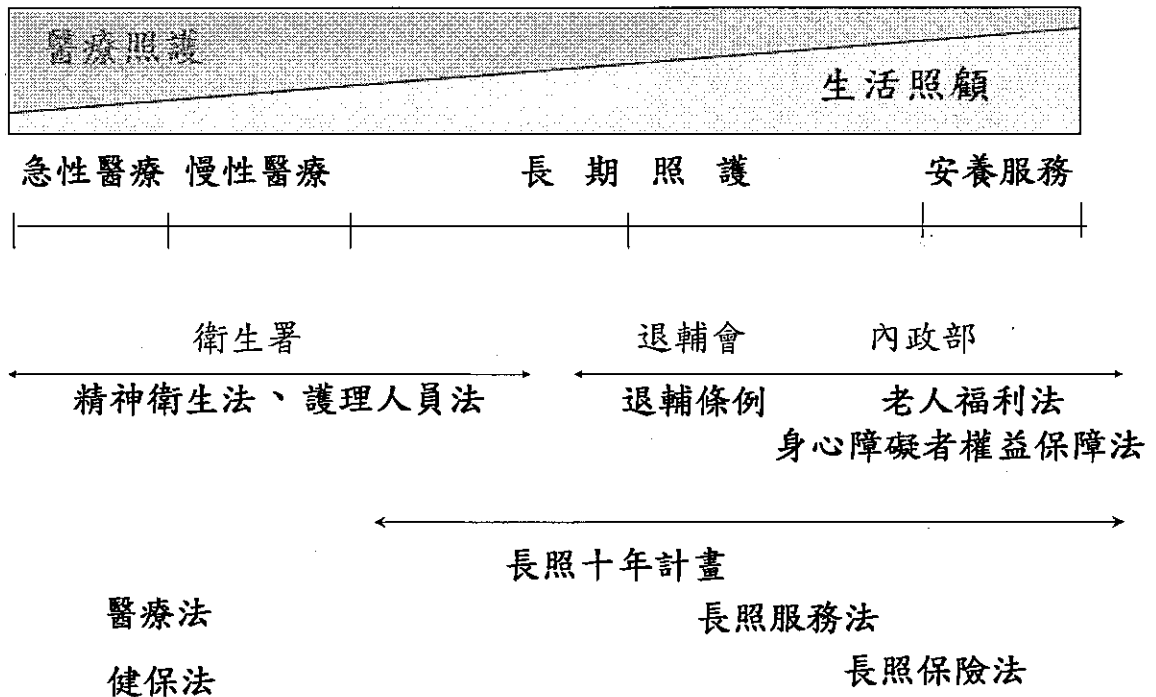 醫療照護
生活照顧
急性醫療 慢性醫療 長期照護 安養服務
衛生署 退輔會 內政部
精神衛生法、護理人員法 退輔條例 老人福利法
身心障礙者權益保障法
長照十年計畫
醫療法 長照服務法
健保法 長照保險法